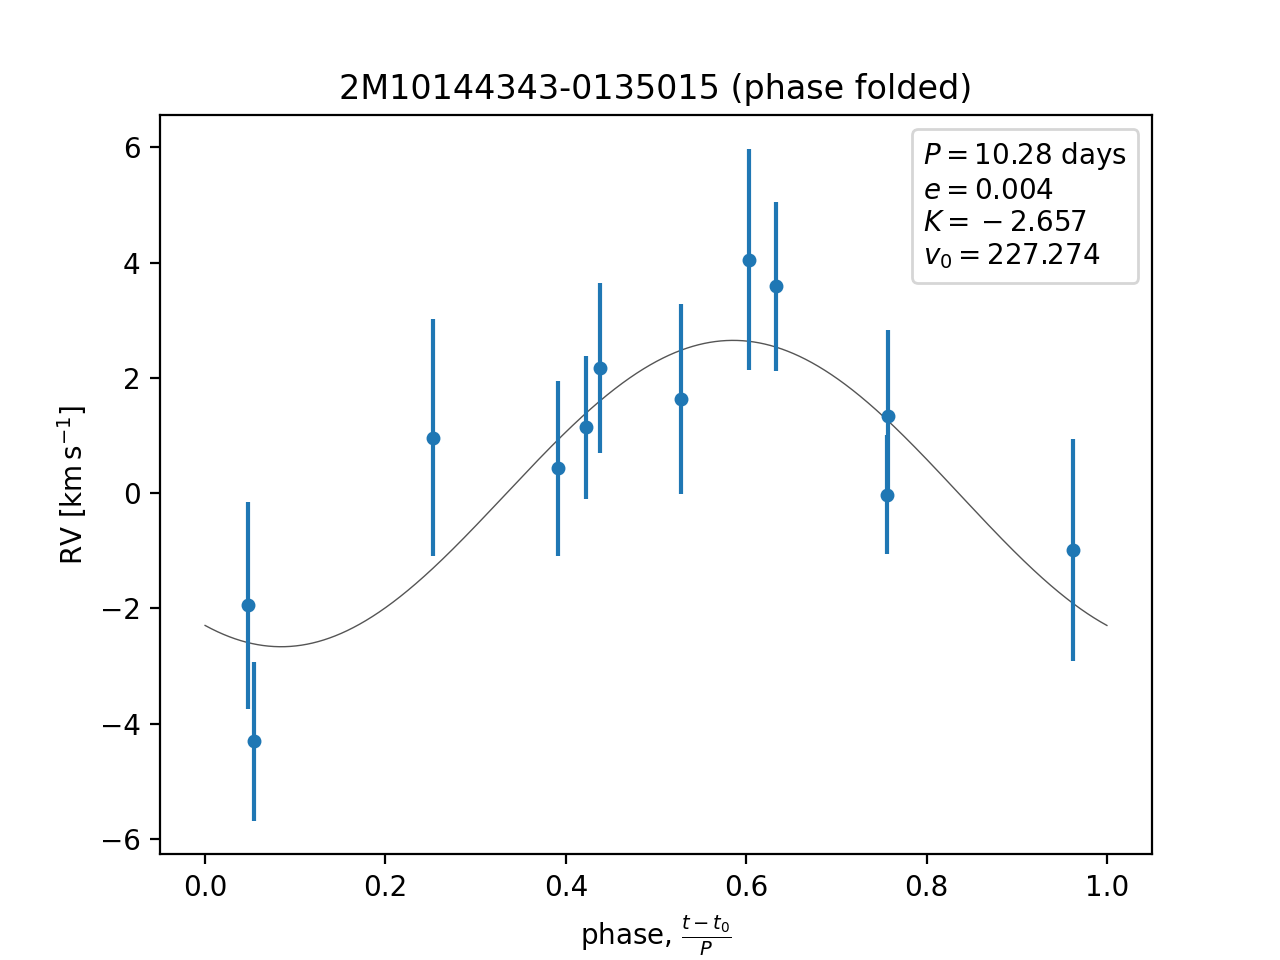 2M10144343-0135015 (phase folded)
P = 10.28 days
e = 0.004
K = −2.657
v₀ = 227.274
6
4
2
0
−2
−4
−6
RV [km s⁻¹]
0.0 0.2 0.4 0.6 0.8 1.0
phase, (t − t₀)/P